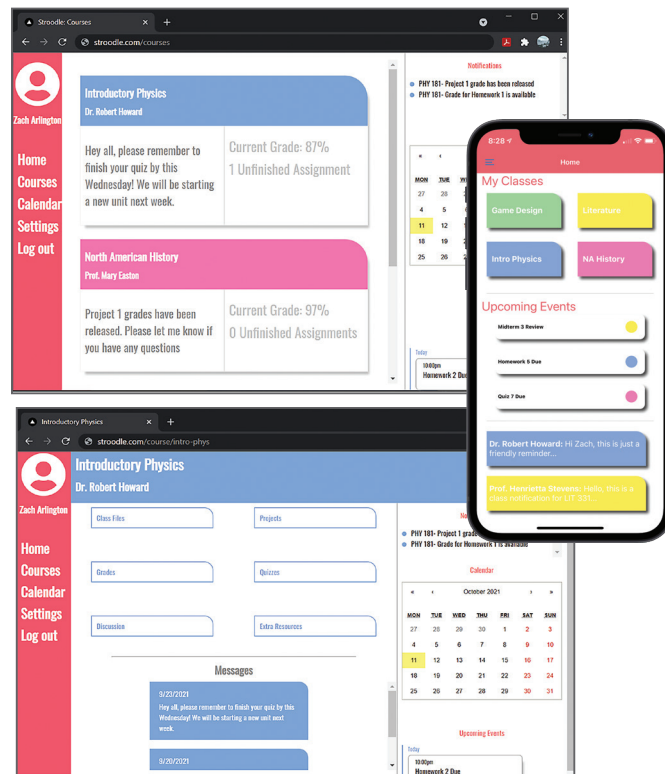 Stroodle: Courses
stroodle.com/courses
Zach Arlington
Home
Courses
Calendar
Settings
Log out
Introductory Physics
Dr. Robert Howard
Hey all, please remember to
finish your quiz by this
Wednesday! We will be starting
a new unit next week.
Current Grade: 87%
1 Unfinished Assignment
North American History
Prof. Mary Easton
Project 1 grades have been
released. Please let me know if
you have any questions
Current Grade: 97%
0 Unfinished Assignments
Notifications
PHY 181- Project 1 grade has been released
PHY 181- Grade for Homework 1 is available
« ‹
MON TUE
27 28
4 5
11 12
18 19
25 26
Today
10:00pm
Homework 2 Due
8:28
Home
My Classes
Game Design
Literature
Intro Physics
NA History
Upcoming Events
Midterm 3 Review
Homework 5 Due
Quiz 7 Due
Dr. Robert Howard: Hi Zach, this is just a
friendly reminder...
Prof. Henrietta Stevens: Hello, this is a
class notification for LIT 331...
Introductory Physics
stroodle.com/course/intro-phys
Zach Arlington
Home
Courses
Calendar
Settings
Log out
Introductory Physics
Dr. Robert Howard
Class Files
Projects
Grades
Quizzes
Discussion
Extra Resources
Messages
9/23/2021
Hey all, please remember to finish your quiz by this
Wednesday! We will be starting a new unit next
week.
9/20/2021
PHY 181- Project 1 grade
PHY 181- Grade for Homework 1 is available
Calendar
« ‹ October 2021 › »
MON TUE WED THU FRI SAT SUN
27 28 29 30 1 2 3
4 5 6 7 8 9 10
11 12 13 14 15 16 17
18 19 20 21 22 23 24
25 26 27 28 29 30 31
Upcoming Events
Today
10:00pm
Homework 2 Due